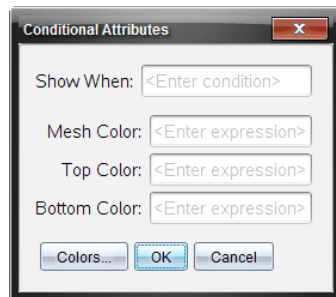 Conditional Attributes
Show When: <Enter condition>
Mesh Color: <Enter expression>
Top Color: <Enter expression>
Bottom Color: <Enter expression>
Colors... OK Cancel